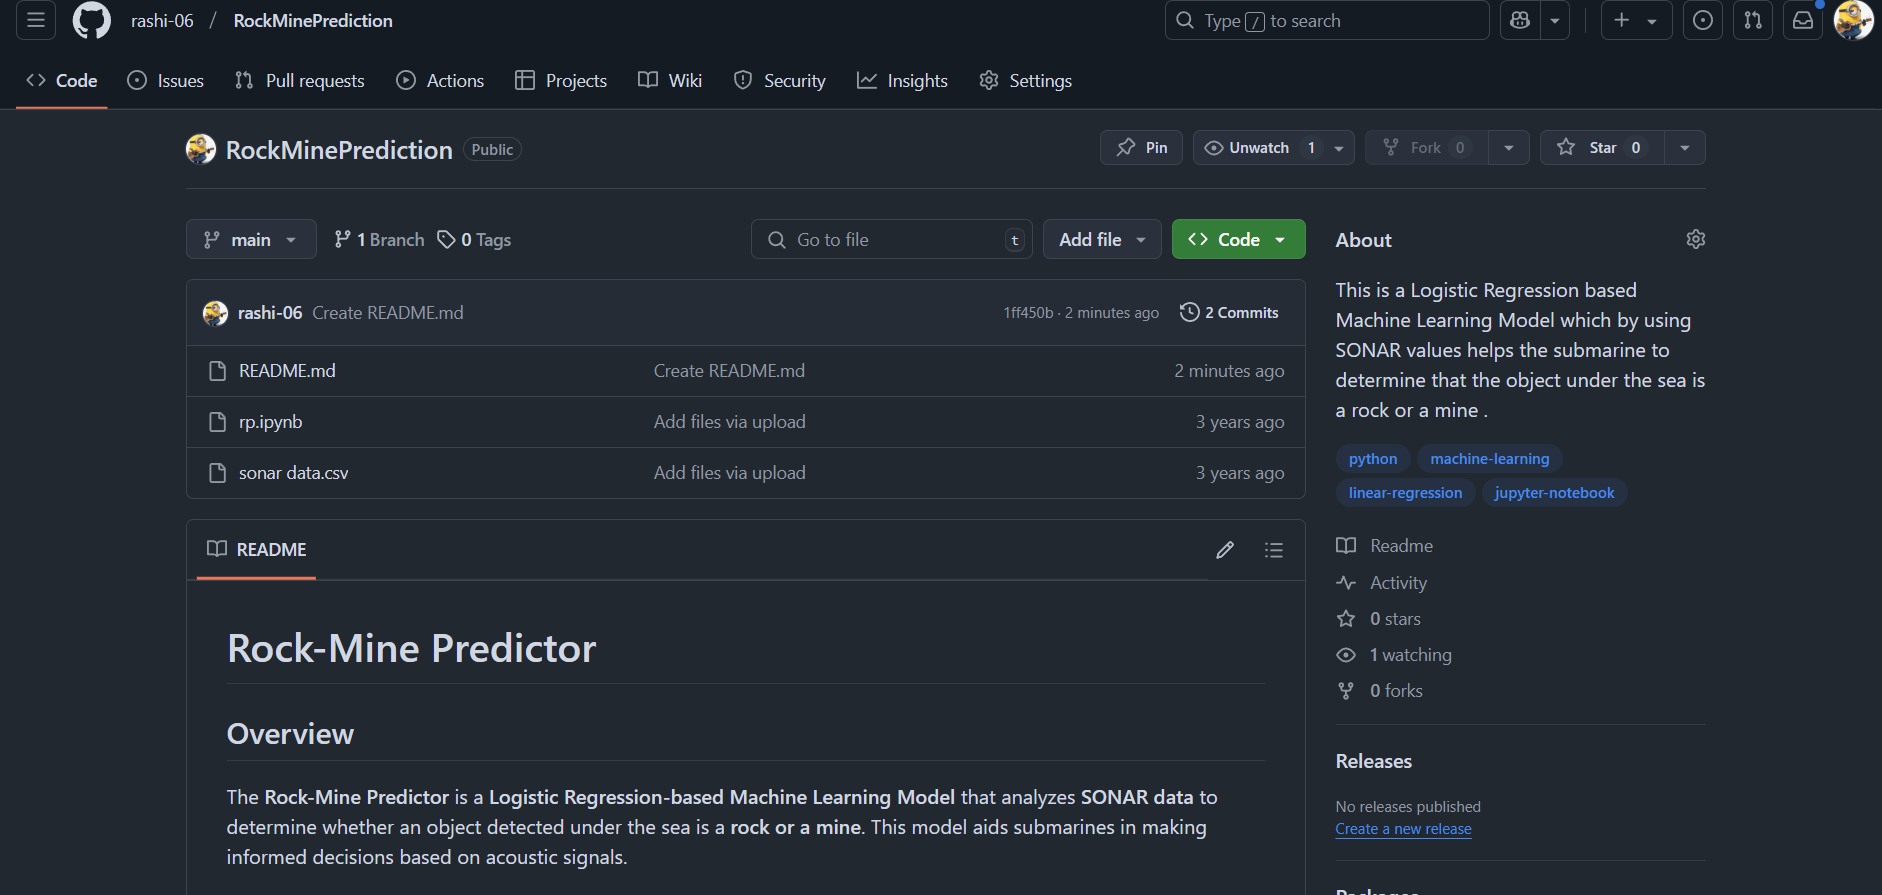 rashi-06 / RockMinePrediction
Type / to search
Code Issues Pull requests Actions Projects Wiki Security Insights Settings
RockMinePrediction Public
Pin Unwatch 1 Fork 0 Star 0
main 1 Branch 0 Tags
Go to file t Add file Code
rashi-06 Create README.md 1ff450b · 2 minutes ago 2 Commits
README.md Create README.md 2 minutes ago
rp.ipynb Add files via upload 3 years ago
sonar data.csv Add files via upload 3 years ago
README
Rock-Mine Predictor
Overview
The Rock-Mine Predictor is a Logistic Regression-based Machine Learning Model that analyzes SONAR data to
determine whether an object detected under the sea is a rock or a mine. This model aids submarines in making
informed decisions based on acoustic signals.
About
This is a Logistic Regression based
Machine Learning Model which by using
SONAR values helps the submarine to
determine that the object under the sea is
a rock or a mine .
python machine-learning
linear-regression jupyter-notebook
Readme
Activity
0 stars
1 watching
0 forks
Releases
No releases published
Create a new release
Packages